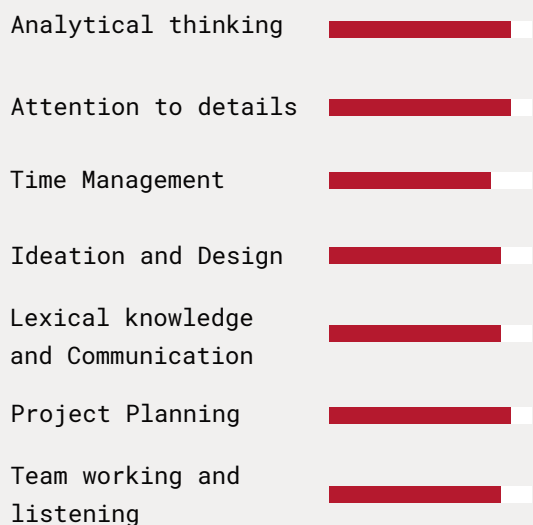 Analytical thinking
Attention to details
Time Management
Ideation and Design
Lexical knowledge
and Communication
Project Planning
Team working and
listening